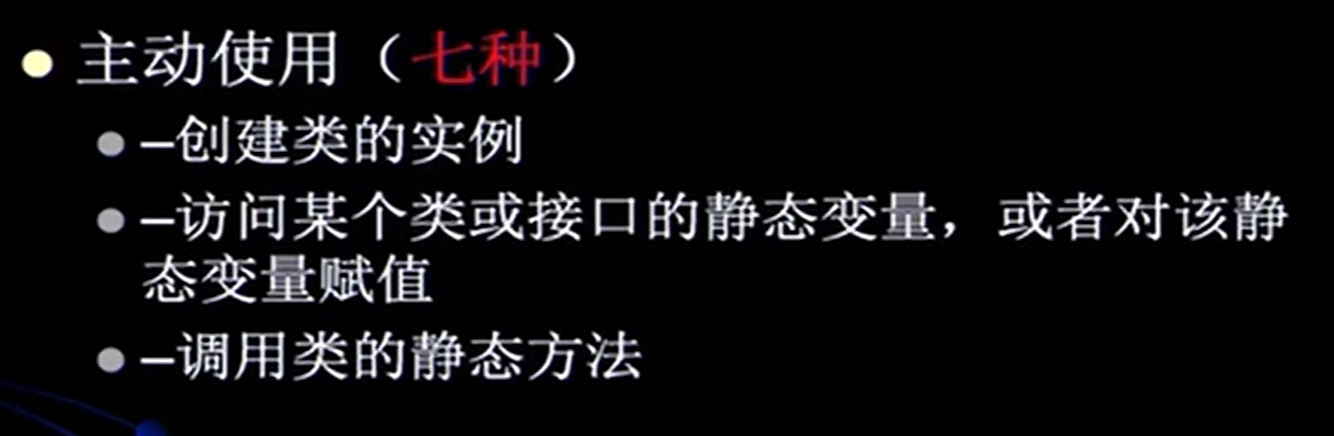 主动使用（七种）
–创建类的实例
–访问某个类或接口的静态变量，或者对该静
态变量赋值
–调用类的静态方法